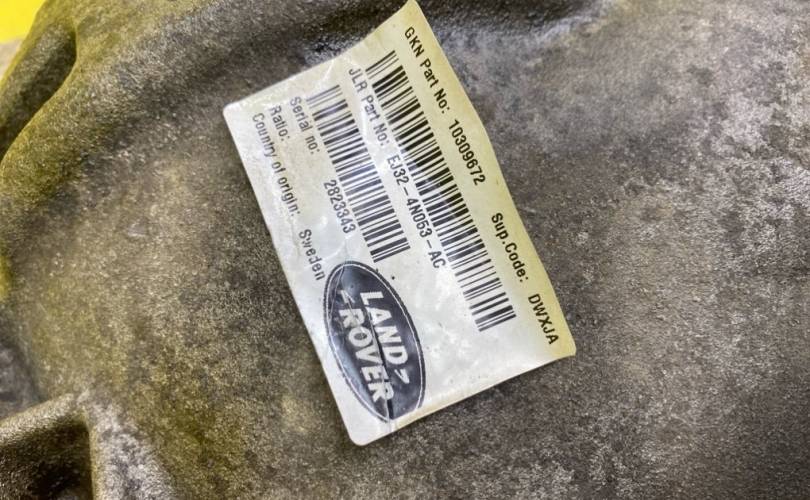 GKN Part No: 10309672 Sup.Code: DWXJA
JLR Part No: EJ32-4N063-AC
Serial no: 2823343
Ratio:
Country of origin: Sweden
LAND
ROVER